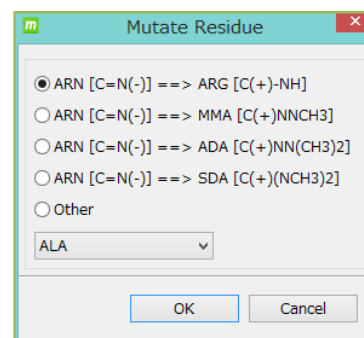 m Mutate Residue
ARN [C=N(-)] ==> ARG [C(+)-NH]
ARN [C=N(-)] ==> MMA [C(+)NNCH3]
ARN [C=N(-)] ==> ADA [C(+)NN(CH3)2]
ARN [C=N(-)] ==> SDA [C(+)(NCH3)2]
Other
ALA
OK Cancel